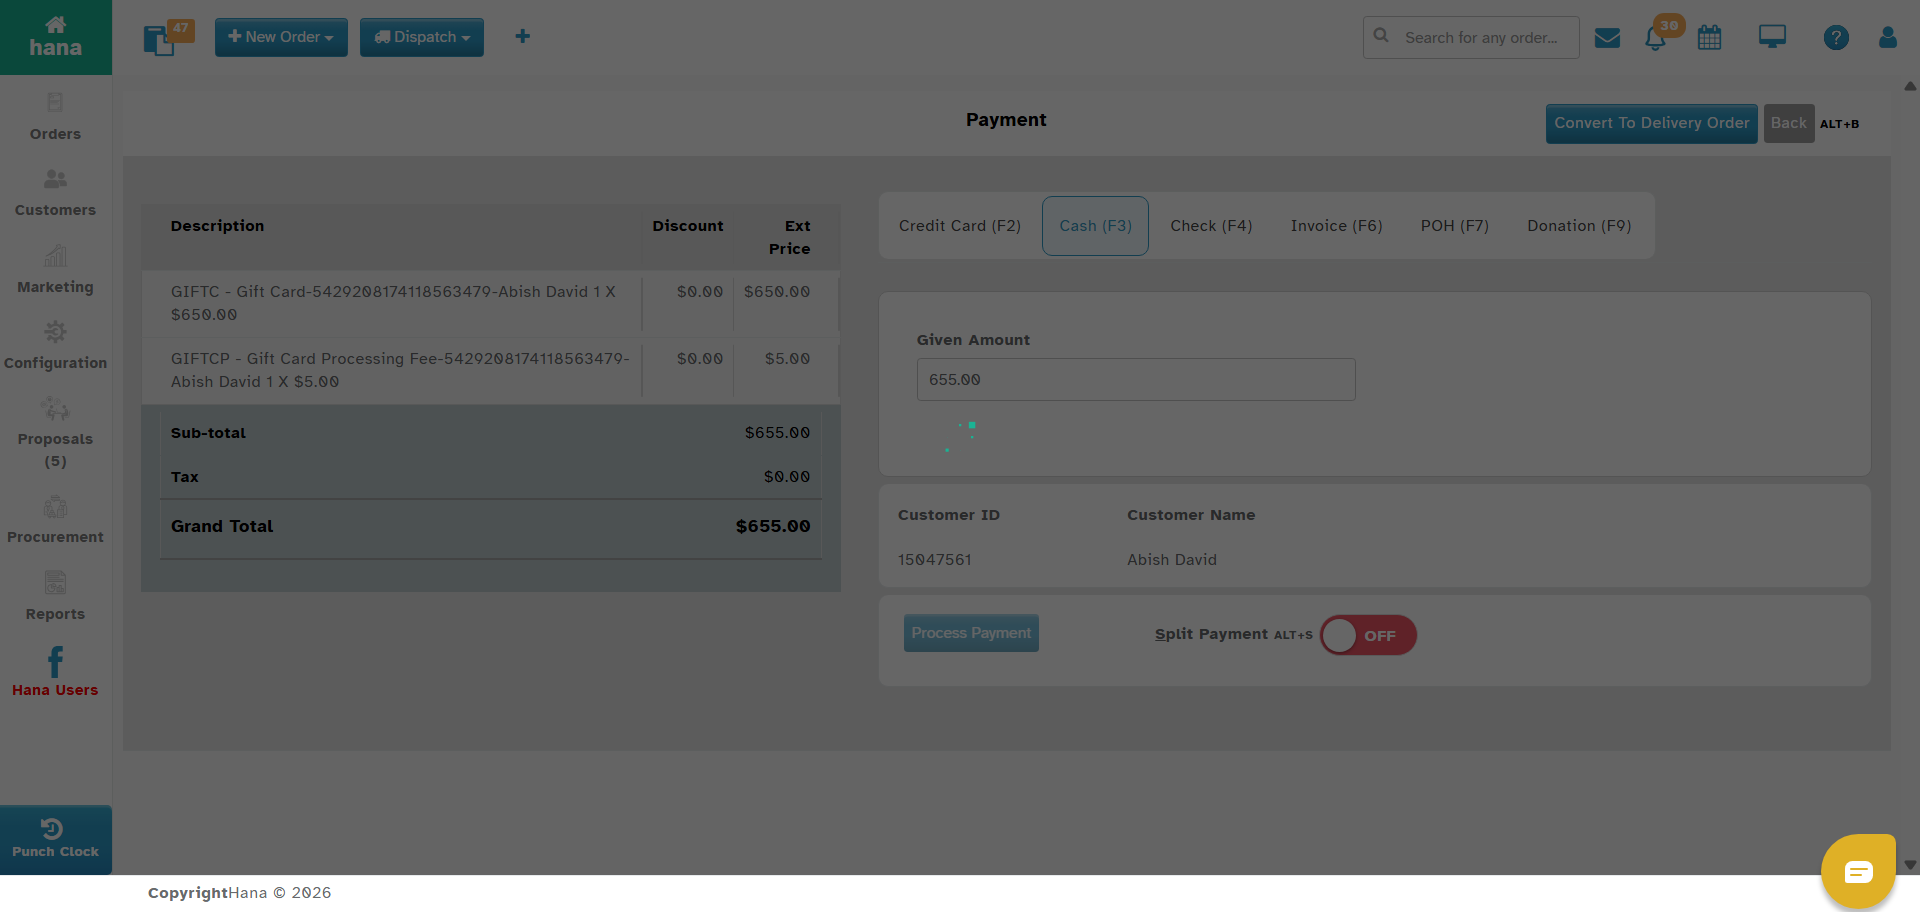 hana
47
New Order
Dispatch
Search for any order...
30
?
Orders
Customers
Marketing
Configuration
Proposals
(5)
Procurement
Reports
Hana Users
Punch Clock
Payment
Convert To Delivery Order
Back
ALT+B
Description
Discount
Ext
Price
GIFTC - Gift Card-5429208174118563479-Abish David 1 X
$650.00
$0.00
$650.00
GIFTCP - Gift Card Processing Fee-5429208174118563479-
Abish David 1 X $5.00
$0.00
$5.00
Sub-total
$655.00
Tax
$0.00
Grand Total
$655.00
Credit Card (F2)
Cash (F3)
Check (F4)
Invoice (F6)
POH (F7)
Donation (F9)
Given Amount
655.00
Customer ID
Customer Name
15047561
Abish David
Process Payment
Split Payment ALT+S
OFF
CopyrightHana © 2026